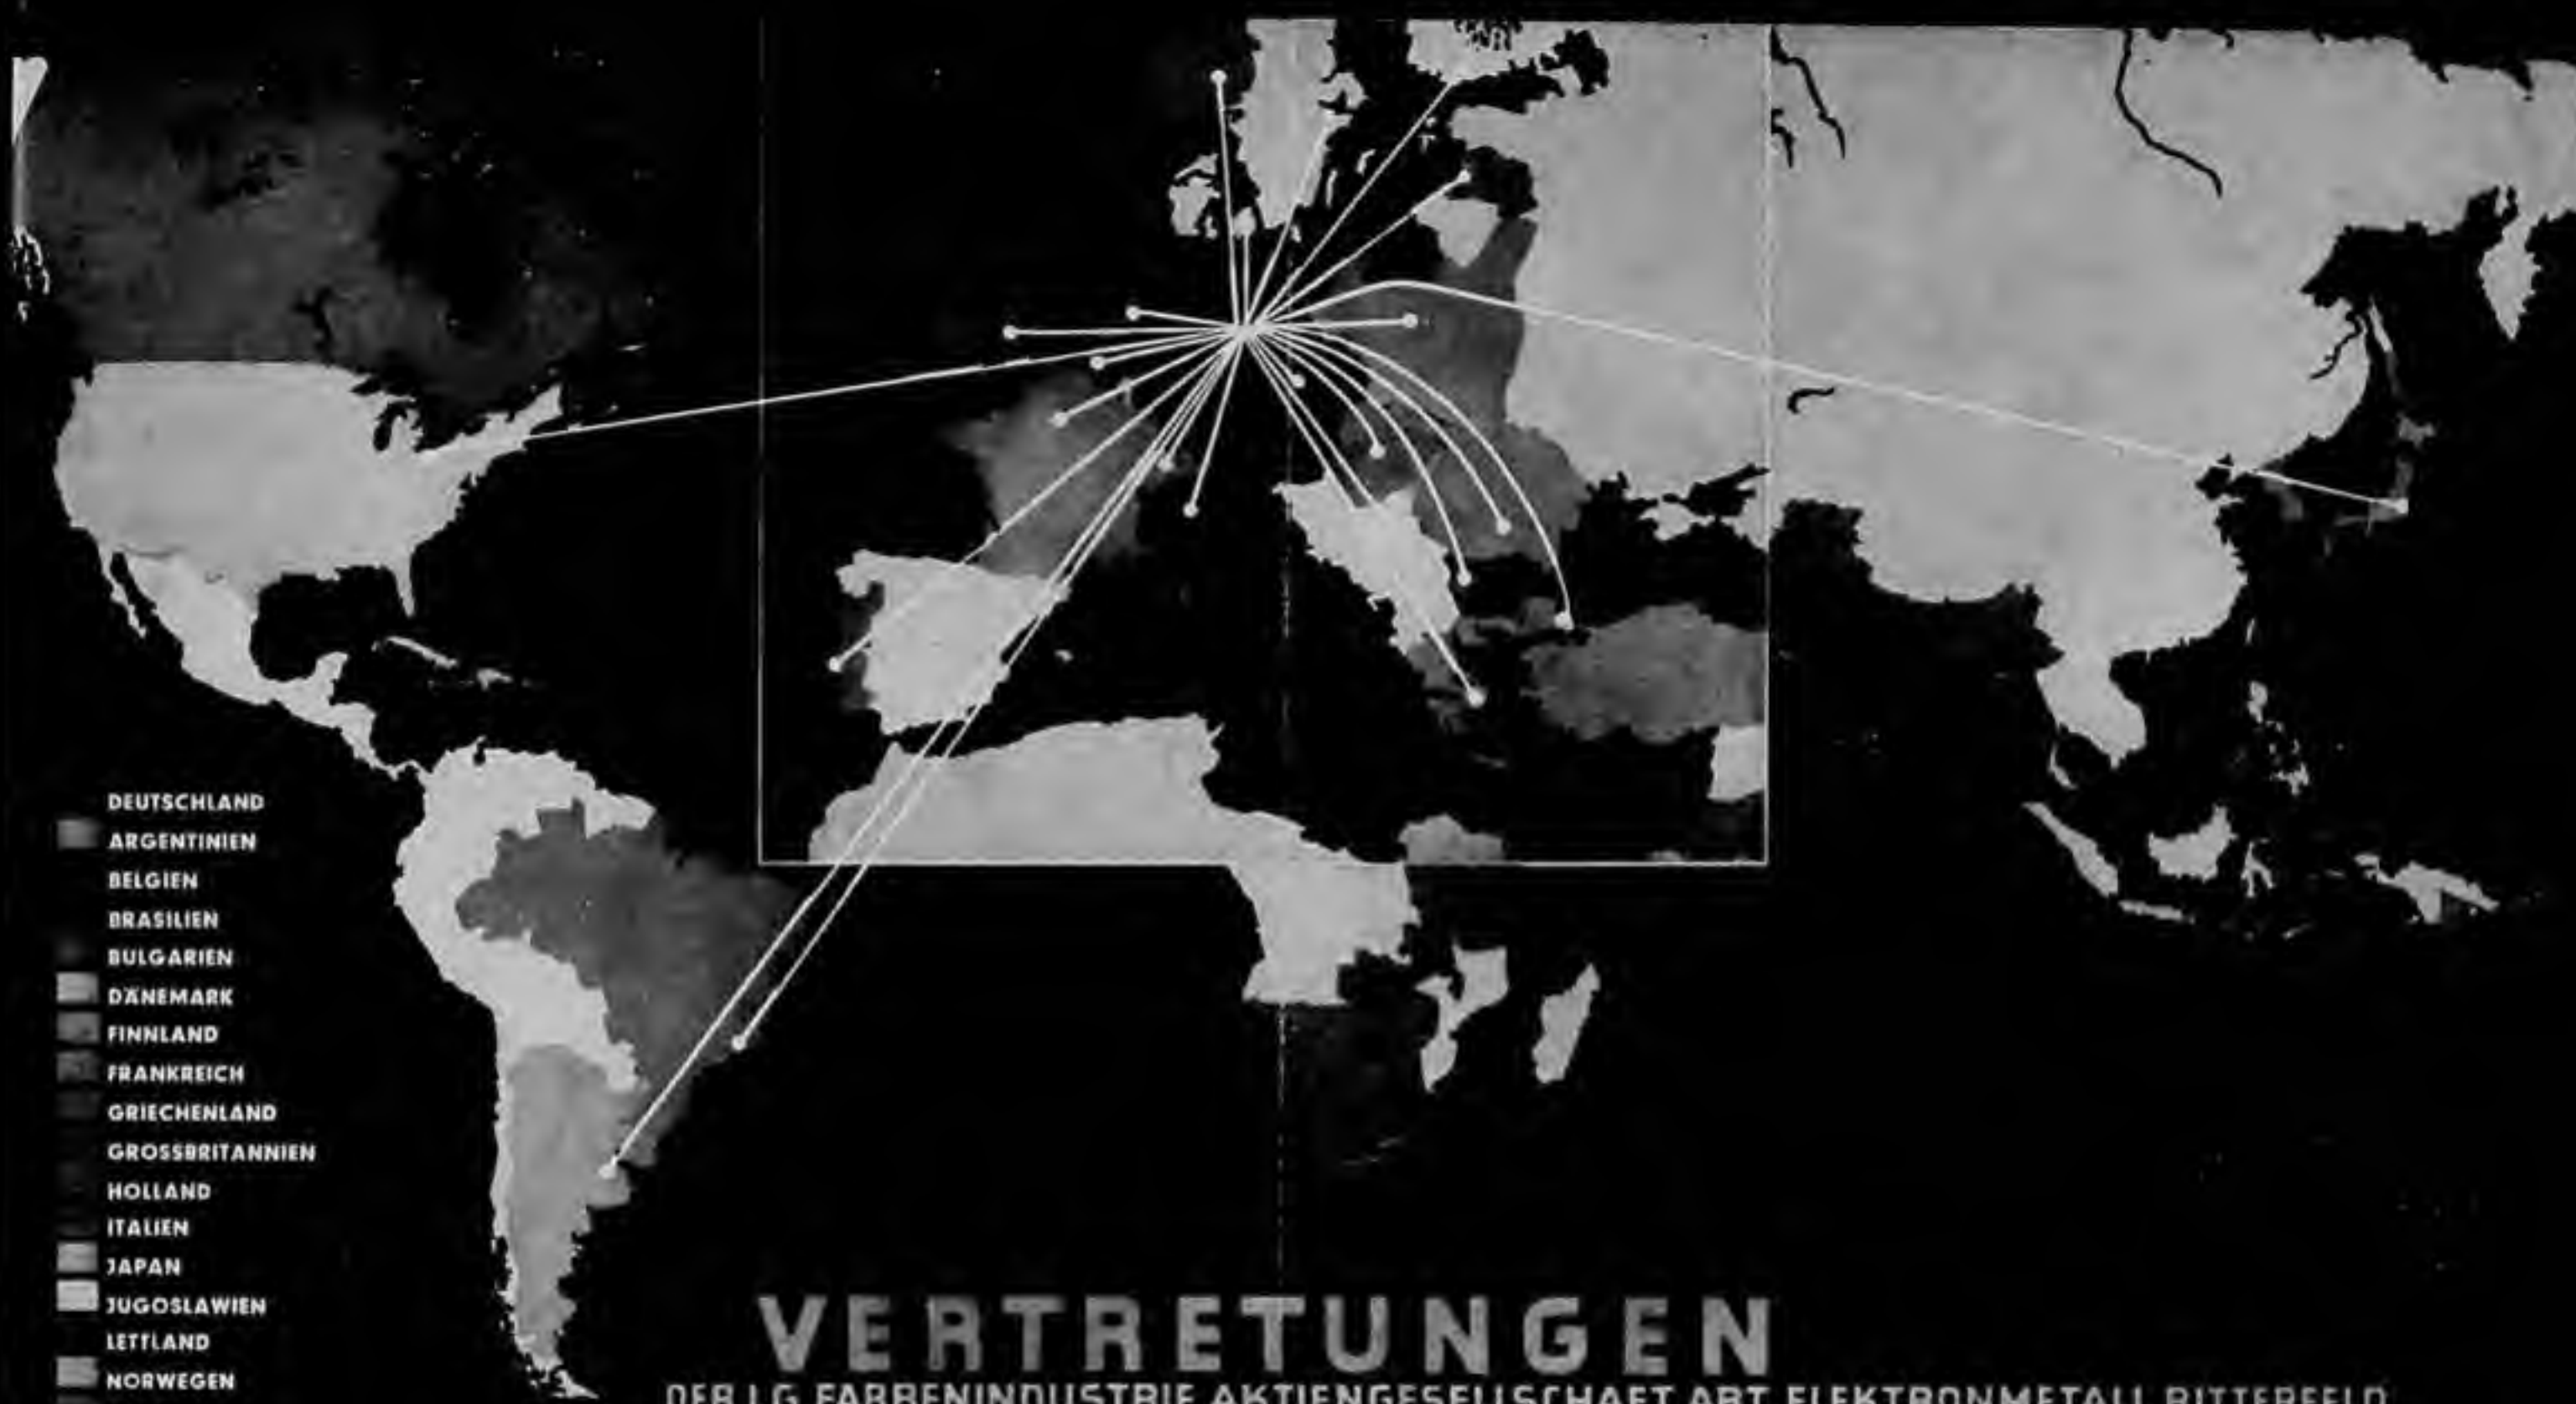 DEUTSCHLAND
ARGENTINIEN
BELGIEN
BRASILIEN
BULGARIEN
DÄNEMARK
FINNLAND
FRANKREICH
GRIECHENLAND
GROSSBRITANNIEN
HOLLAND
ITALIEN
JAPAN
JUGOSLAWIEN
LETTLAND
NORWEGEN
VERTRETUNGEN
DER I.G. FARBENINDUSTRIE AKTIENGESELLSCHAFT ABT. ELEKTRONMETALL BITTERFELD